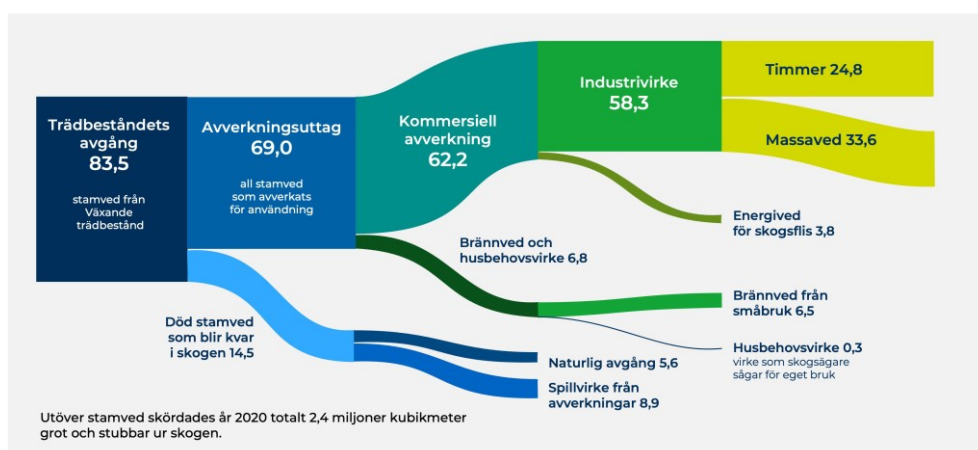 Trädbeståndets
avgång
83,5
stamved från
Växande
trädbestånd
Avverkningsuttag
69,0
all stamved
som avverkats
för användning
Kommersiell
avverkning
62,2
Industrivirke
58,3
Timmer 24,8
Massaved 33,6
Energived
för skogsflis 3,8
Brännved och
husbehovsvirke 6,8
Brännved från
småbruk 6,5
Husbehovsvirke 0,3
virke som skogsägare
sågar för eget bruk
Död stamved
som blir kvar
i skogen 14,5
Naturlig avgång 5,6
Spillvirke från
avverkningar 8,9
Utöver stamved skördades år 2020 totalt 2,4 miljoner kubikmeter
grot och stubbar ur skogen.